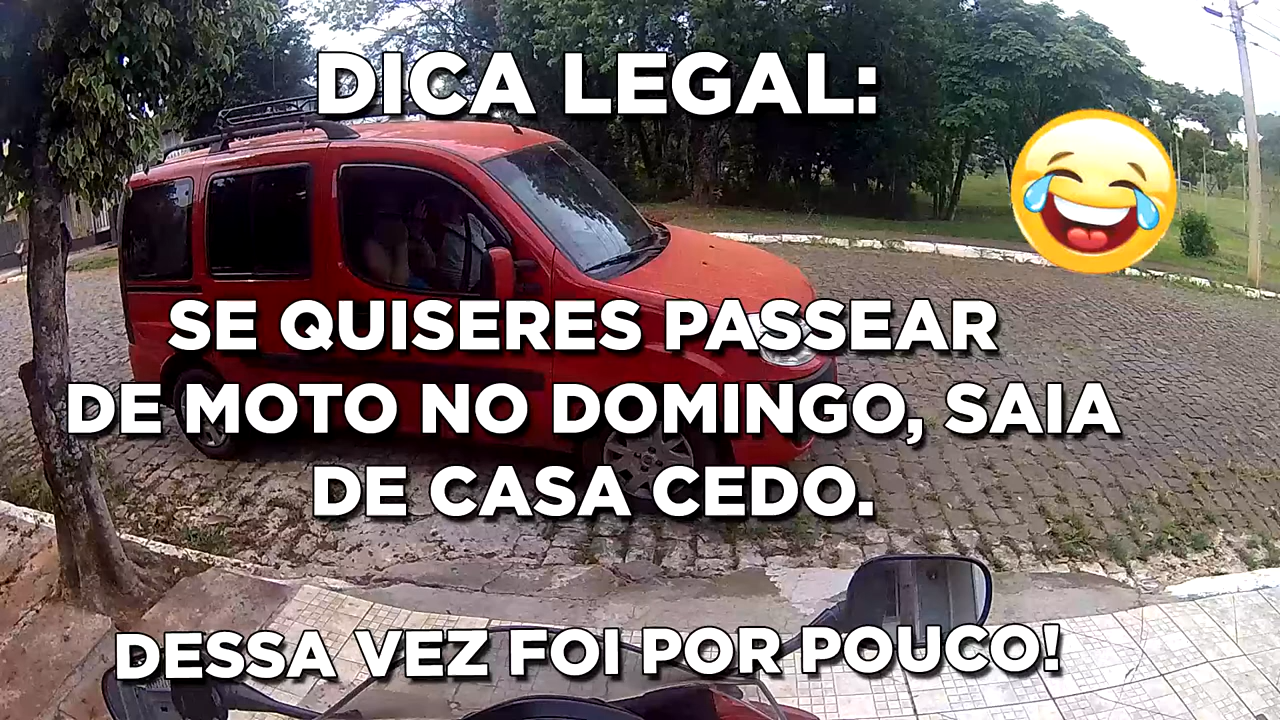 DICA LEGAL:
SE QUISERES PASSEAR
DE MOTO NO DOMINGO, SAIA
DE CASA CEDO.
DESSA VEZ FOI POR POUCO!